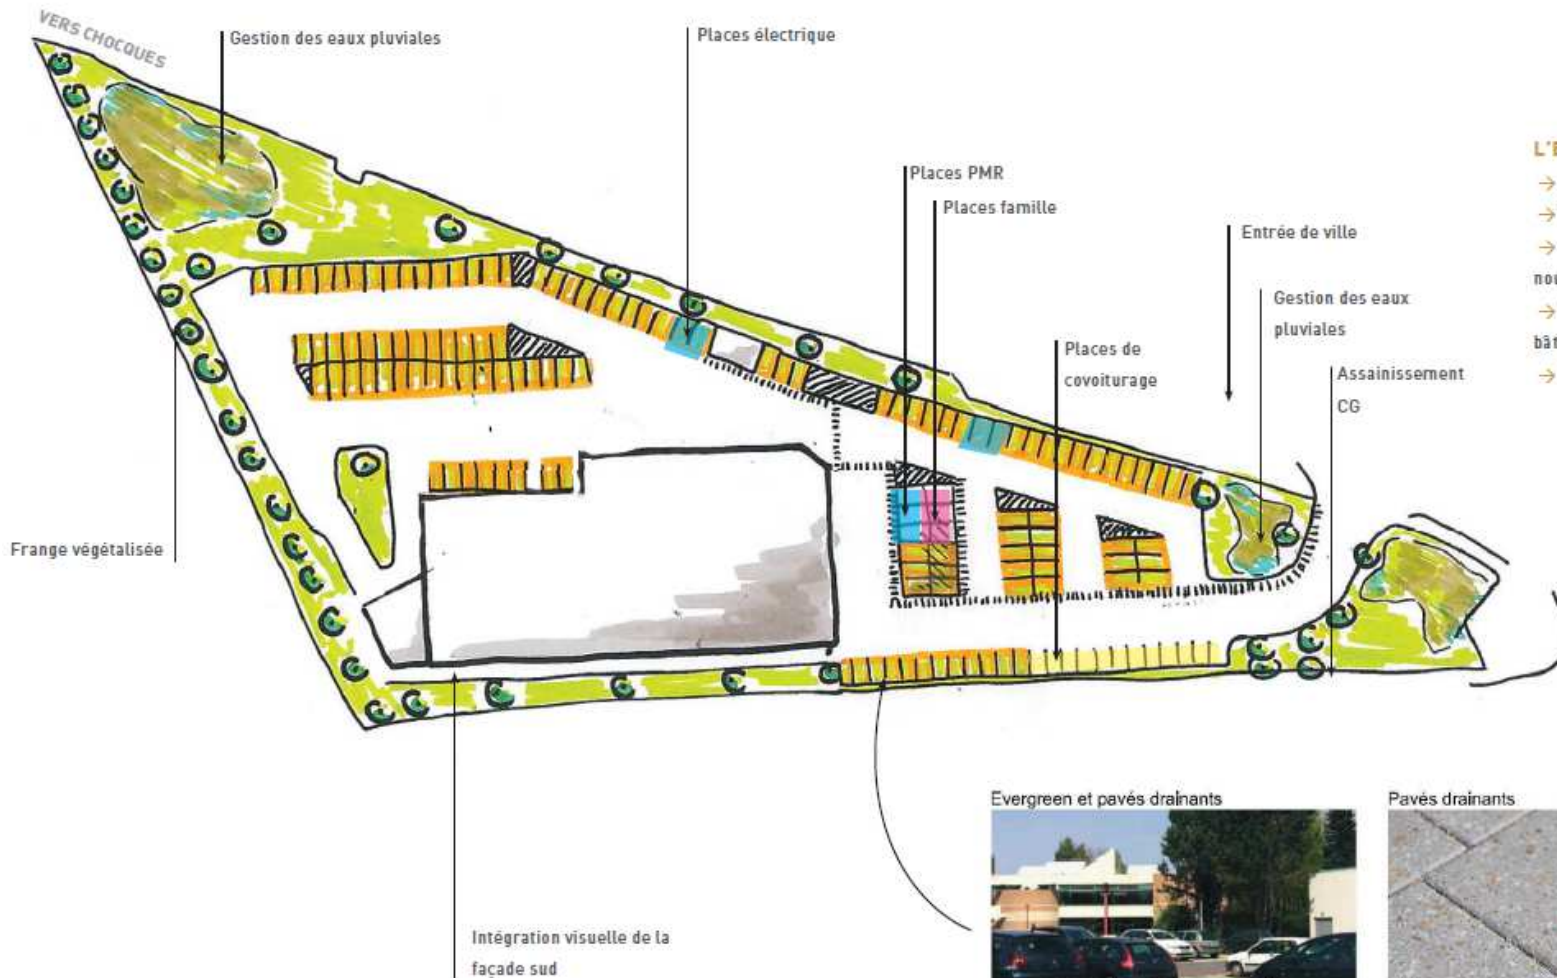 VERS CHOCQUES
Gestion des eaux pluviales
Places électrique
Places PMR
Places famille
Entrée de ville
Gestion des eaux
pluviales
Places de
covoiturage
Assainissement
CG
L'E
→
→
→
nou
→
bât
→
Frange végétalisée
Intégration visuelle de la
façade sud
Evergreen et pavés drainants
Pavés drainants